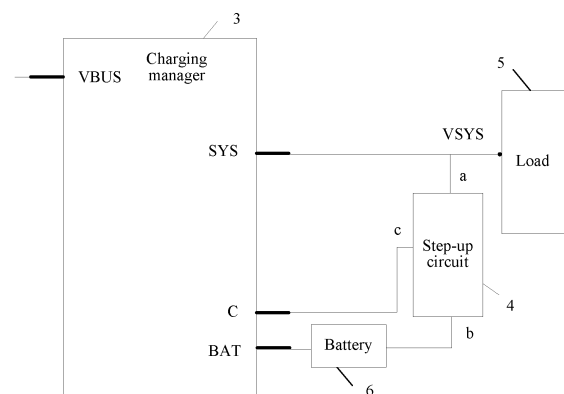 3
Charging
manager
VBUS
5
VSYS
SYS
Load
a
c
Step-up
circuit
C
4
b
BAT
Battery
6